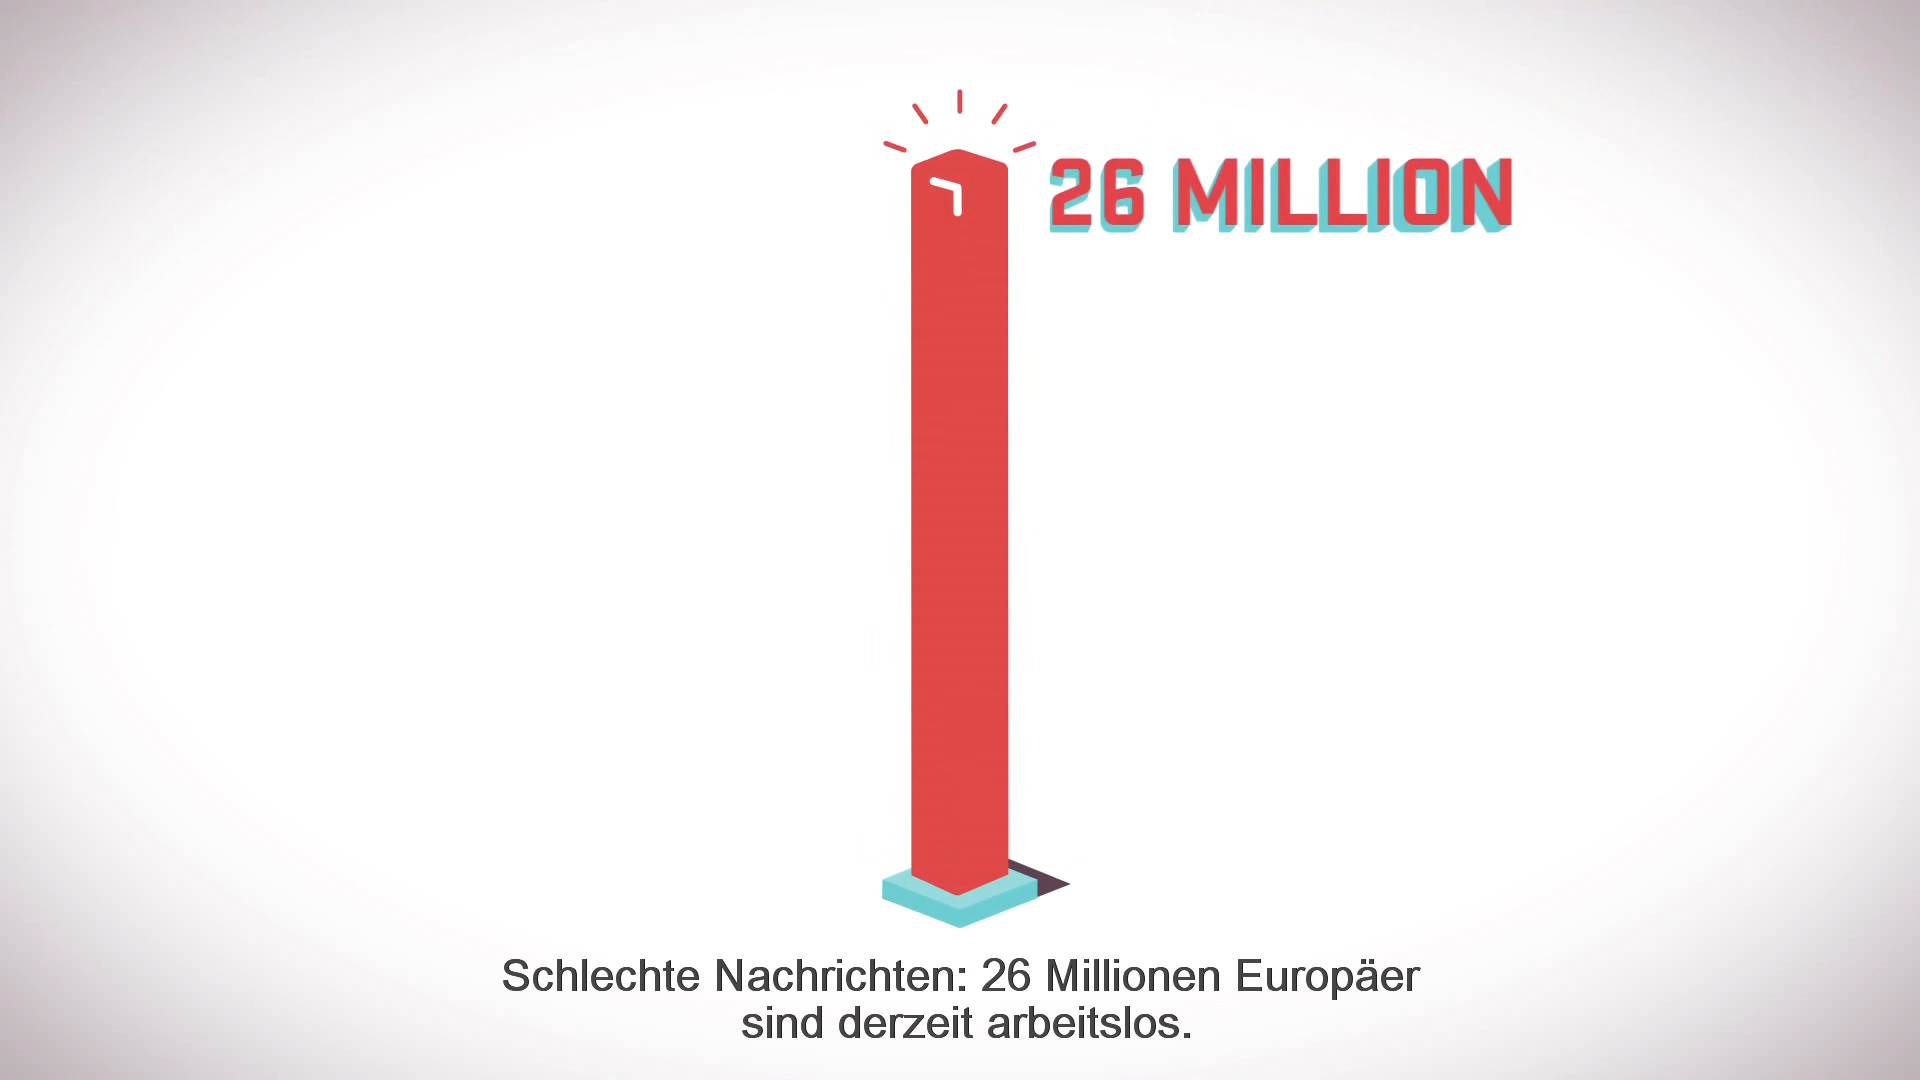 26 MILLION
Schlechte Nachrichten: 26 Millionen Europäer
sind derzeit arbeitslos.